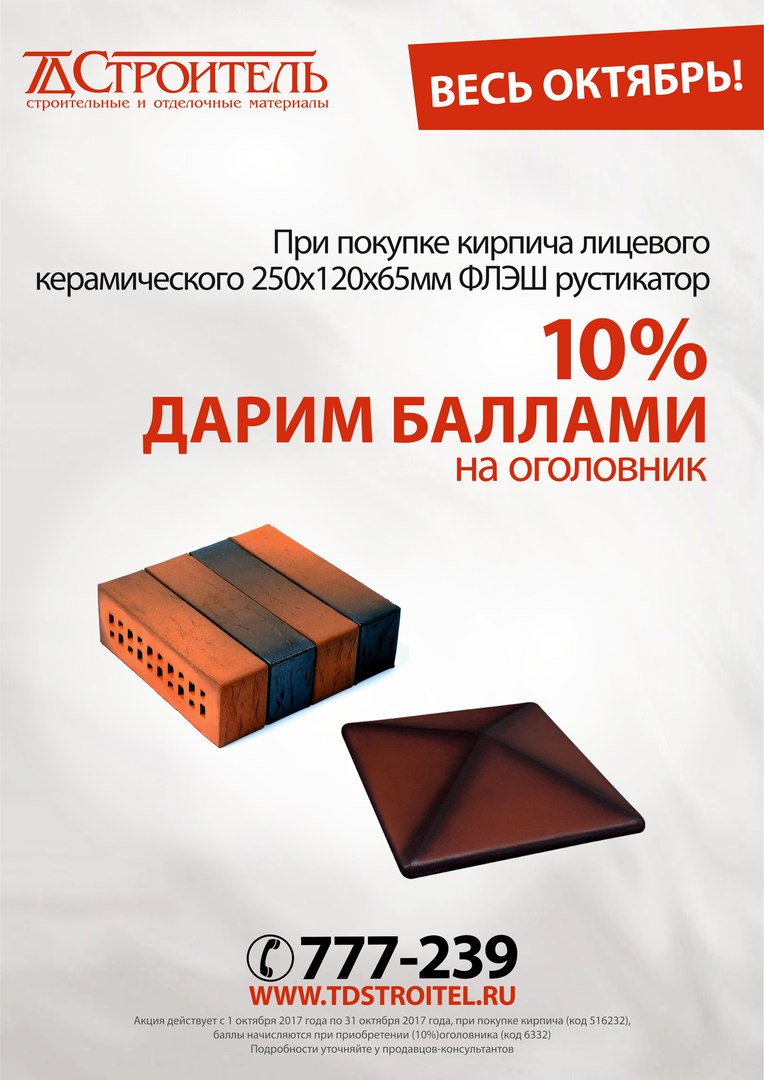 ТДСТРОИТЕЛЬ
строительные и отделочные материалы
ВЕСЬ ОКТЯБРЬ!
При покупке кирпича лицевого
керамического 250х120х65мм ФЛЭШ рустикатор
10%
ДАРИМ БАЛЛАМИ
на оголовник
777-239
WWW.TDSTROITEL.RU
Акция действует с 1 октября 2017 года по 31 октября 2017 года, при покупке кирпича (код 516232),
баллы начисляются при приобретении (10%)оголовника (код 6332)
Подробности уточняйте у продавцов-консультантов